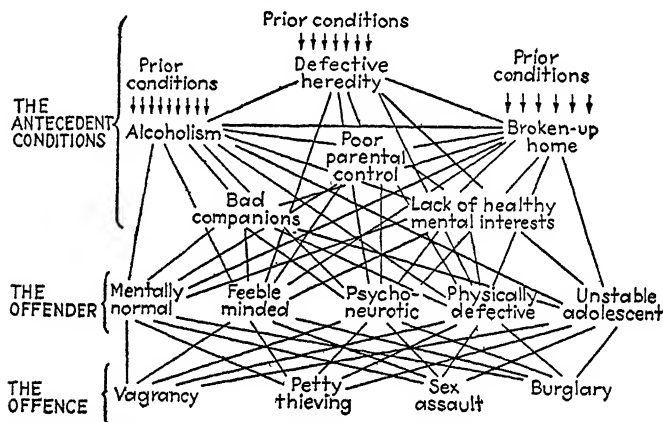 Prior conditions
Defective
heredity
Prior
conditions
Prior
conditions
THE
ANTECEDENT
CONDITIONS
Alcoholism
Poor
parental
control
Broken-up
home
Bad
companions
Lack of healthy
mental interests
THE
OFFENDER
Mentally
normal
Feeble
minded
Psycho-
neurotic
Physically
defective
Unstable
adolescent
THE
OFFENCE
Vagrancy
Petty
thieving
Sex
assault
Burglary